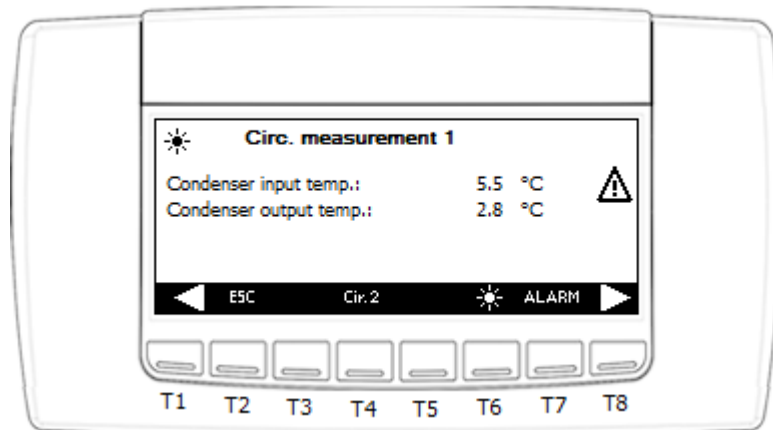 Circ. measurement 1
Condenser input temp.: 5.5 °C
Condenser output temp.: 2.8 °C
ESC Cir.2 ALARM
T1 T2 T3 T4 T5 T6 T7 T8